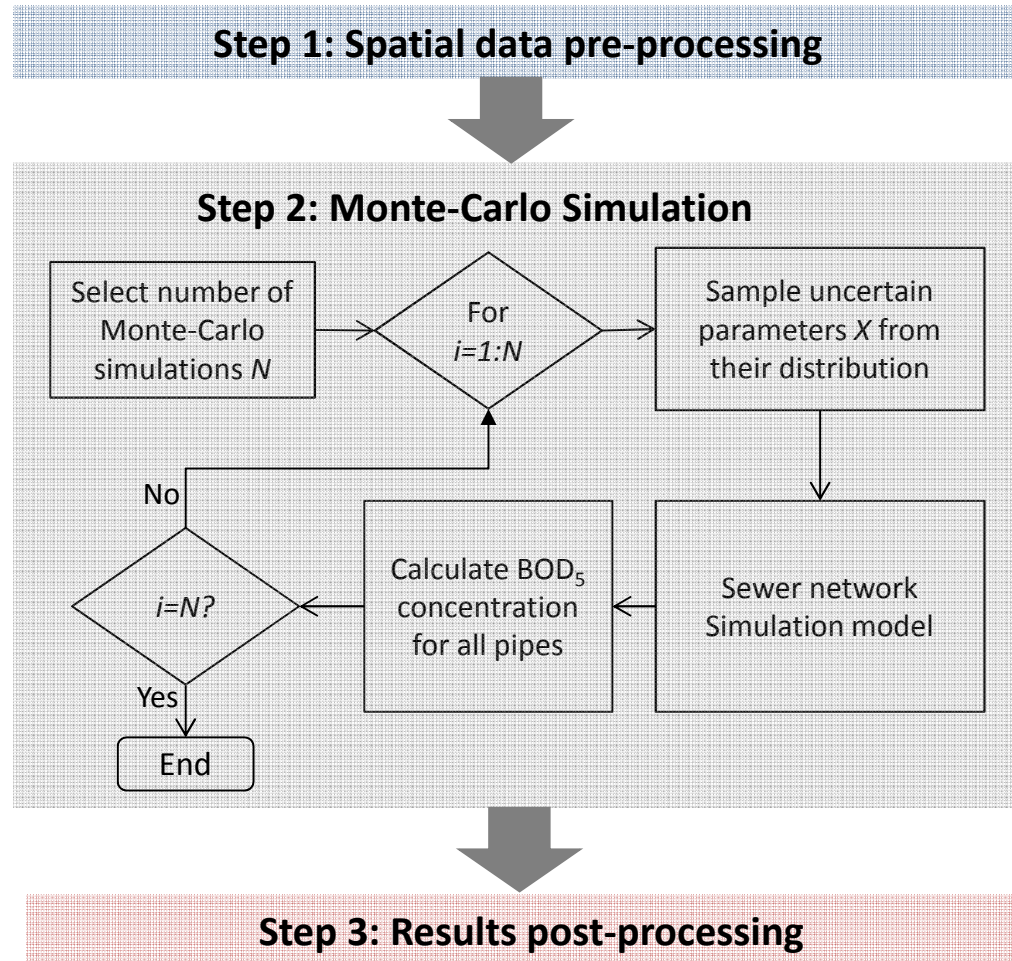 Step 1: Spatial data pre-processing
Step 2: Monte-Carlo Simulation
Select number of
Monte-Carlo
simulations N
For
i=1:N
Sample uncertain
parameters X from
their distribution
No
i=N?
Calculate BOD₅
concentration
for all pipes
Sewer network
Simulation model
Yes
End
Step 3: Results post-processing